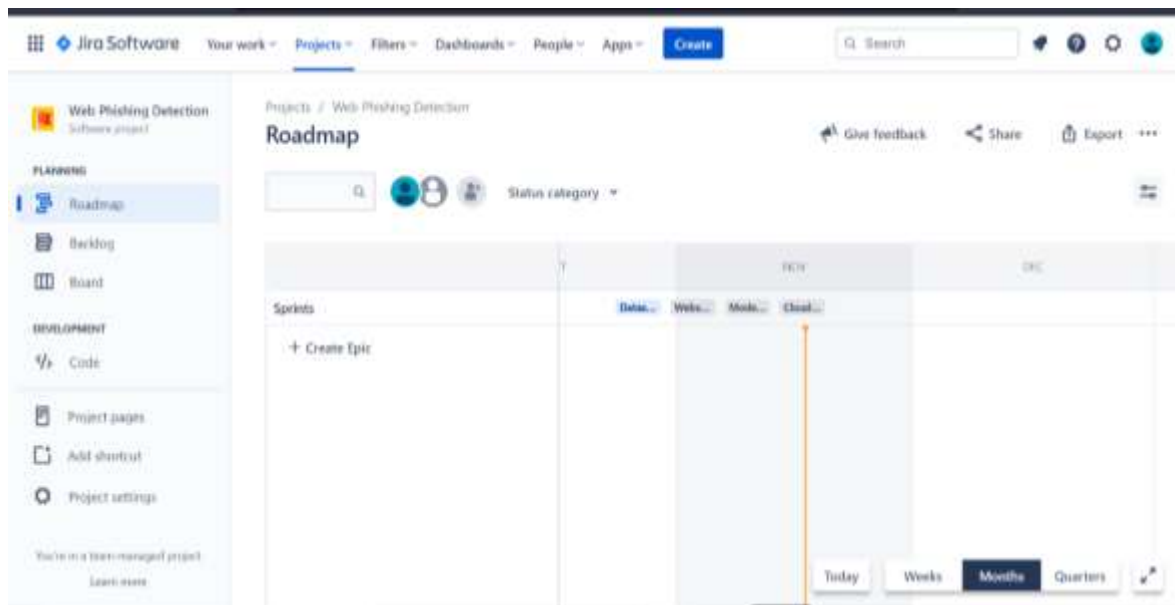 Jira Software Your work Projects Filters Dashboards People Apps Create Search
Web Phishing Detection
Software project
PLANNING
Roadmap
Backlog
Board
DEVELOPMENT
Code
Project pages
Add shortcut
Project settings
You're in a team-managed project
Learn more
Projects / Web Phishing Detection
Roadmap
Give feedback Share Export
Status category
T NOV DEC
Sprints Datas... Webs... Mode... Cloud...
+ Create Epic
Today Weeks Months Quarters